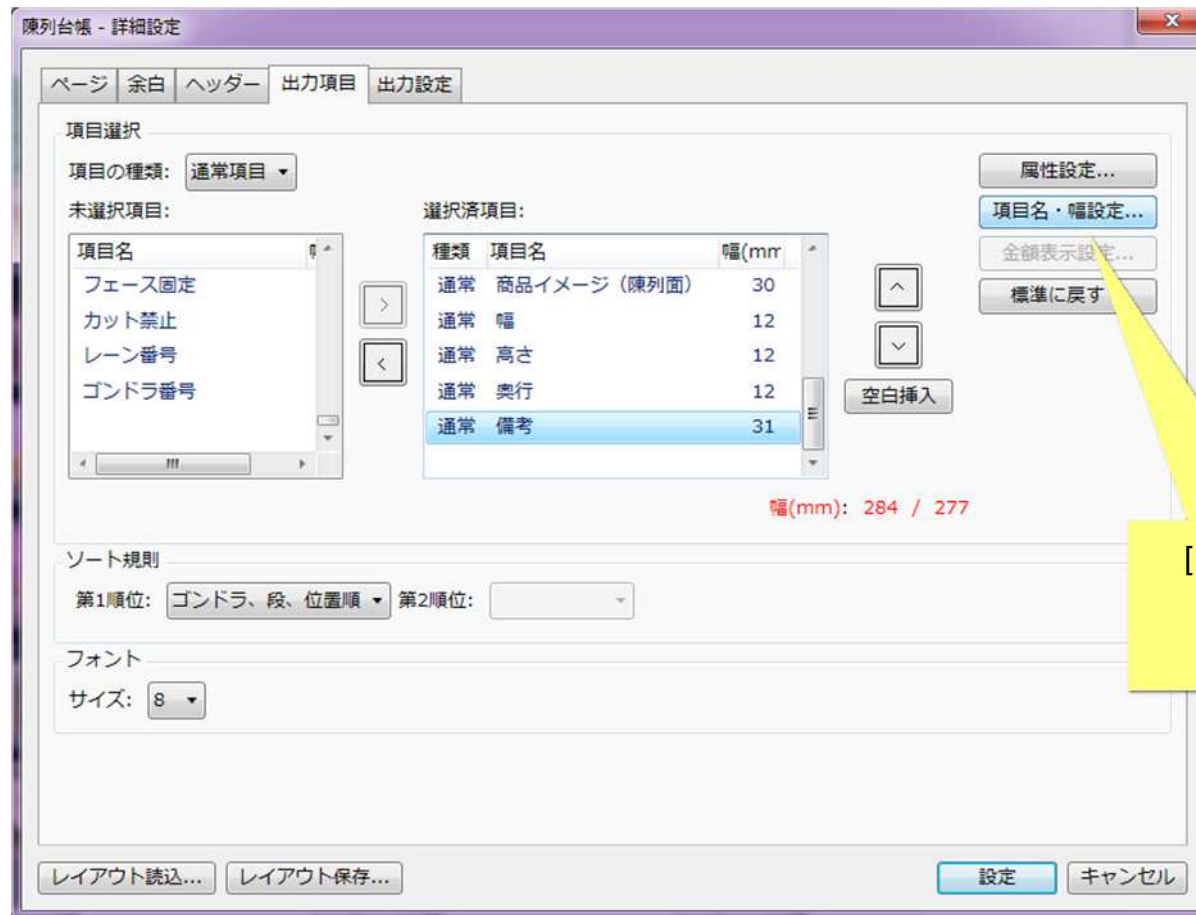 陳列台帳 - 詳細設定
ページ 余白 ヘッダー 出力項目 出力設定
項目選択
項目の種類: 通常項目
属性設定...
未選択項目: 選択済項目:
項目名・幅設定...
項目名 種類 項目名 幅(mm
金額表示設定...
フェース固定 通常 商品イメージ（陳列面） 30
標準に戻す
カット禁止 通常 幅 12
レーン番号 通常 高さ 12
ゴンドラ番号 通常 奥行 12
空白挿入
通常 備考 31
幅(mm): 284 / 277
[
ソート規則
第1順位: ゴンドラ、段、位置順 第2順位:
フォント
サイズ: 8
レイアウト読込... レイアウト保存... 設定 キャンセル